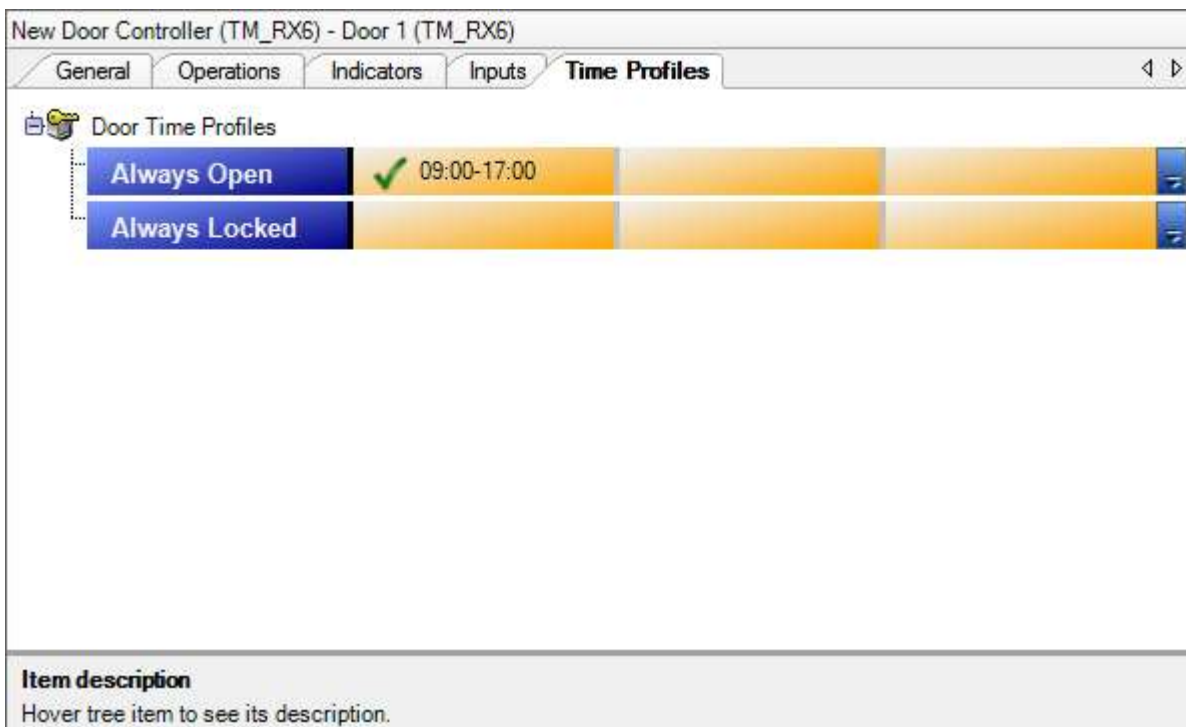 New Door Controller (TM_RX6) - Door 1 (TM_RX6)
General Operations Indicators Inputs Time Profiles
Door Time Profiles
Always Open 09:00-17:00
Always Locked
Item description
Hover tree item to see its description.